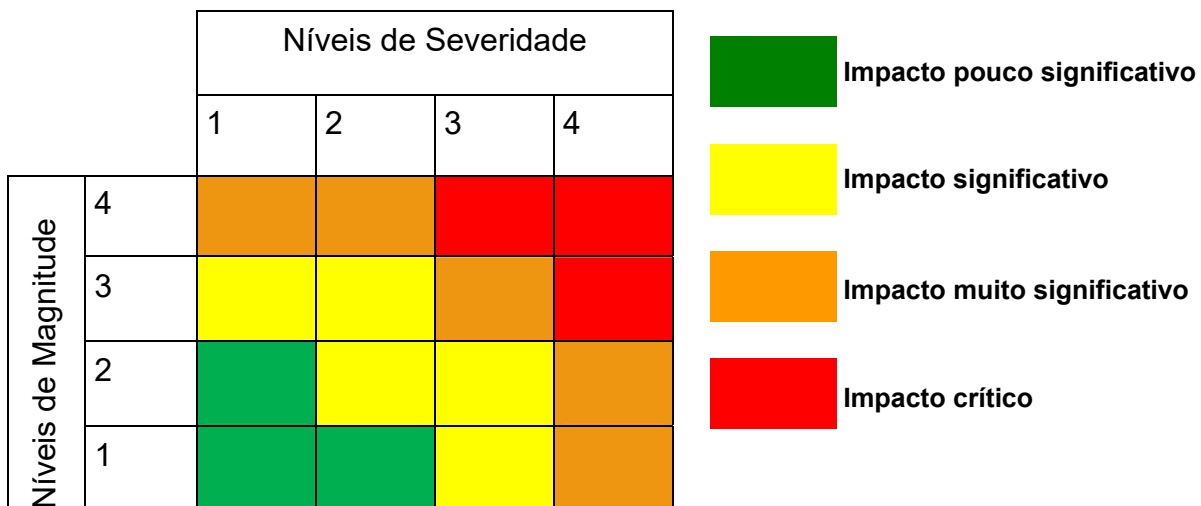 Níveis de Severidade
1 2 3 4
Níveis de Magnitude
4
3
2
1
Impacto pouco significativo
Impacto significativo
Impacto muito significativo
Impacto crítico